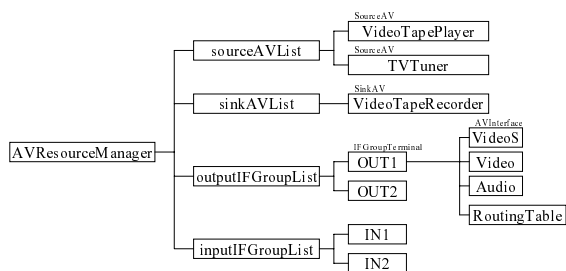 SourceAV
VideoTapePlayer
sourceAVList
SourceAV
TVTuner
SinkAV
sinkAVList
VideoTapeRecorder
AVInterface
VideoS
AVResourceManager
IFGroupTerminal
OUT1
Video
outputIFGroupList
Audio
OUT2
RoutingTable
IN1
inputIFGroupList
IN2